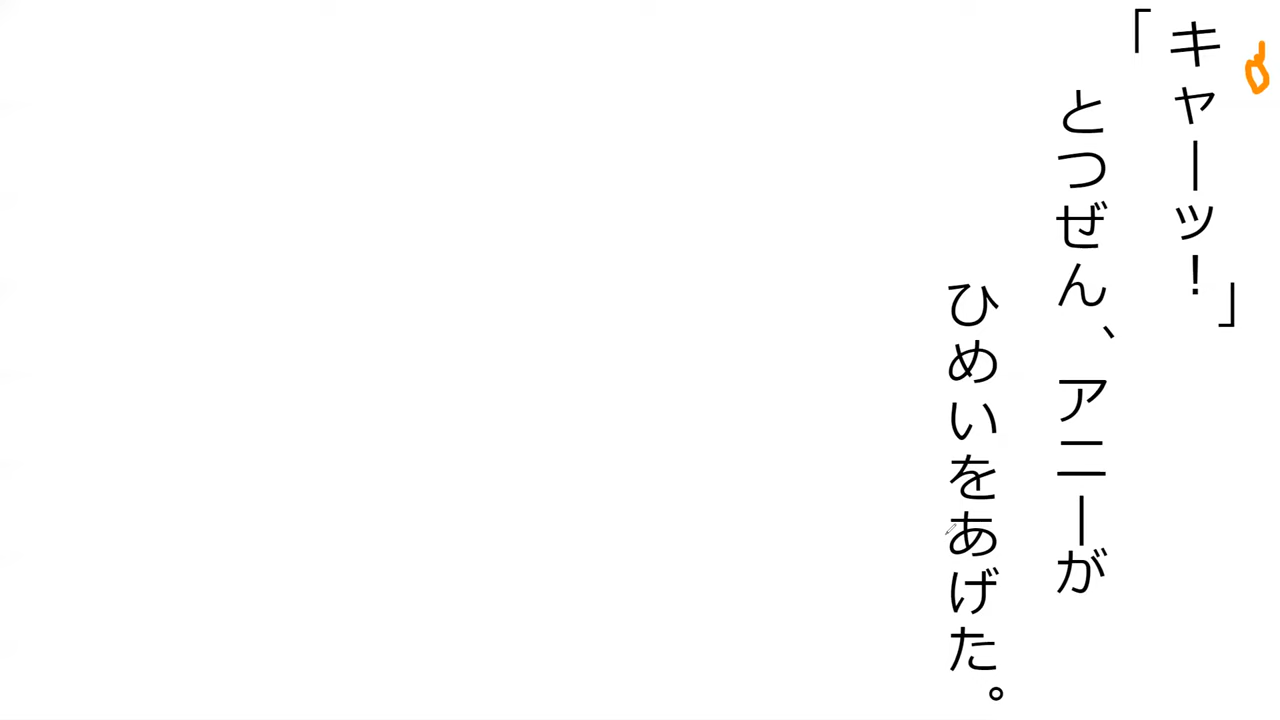 「キャーッ！」
とつぜん、アニーが
ひめいをあげた。